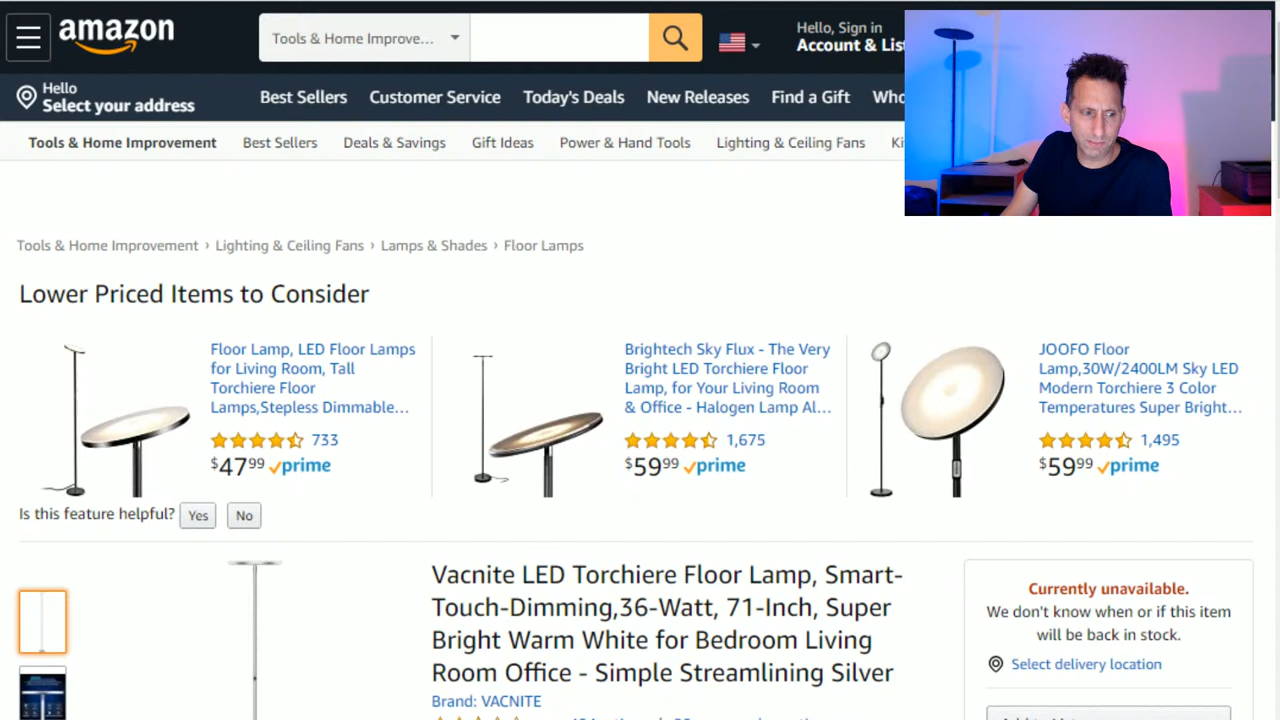 amazon
Tools & Home Improve...
Hello, Sign in
Account & Lis
Hello
Select your address
Best Sellers
Customer Service
Today's Deals
New Releases
Find a Gift
Who
Tools & Home Improvement
Best Sellers
Deals & Savings
Gift Ideas
Power & Hand Tools
Lighting & Ceiling Fans
Ki
Tools & Home Improvement › Lighting & Ceiling Fans › Lamps & Shades › Floor Lamps
Lower Priced Items to Consider
Floor Lamp, LED Floor Lamps
for Living Room, Tall
Torchiere Floor
Lamps,Stepless Dimmable...
733
$47.99 prime
Brightech Sky Flux - The Very
Bright LED Torchiere Floor
Lamp, for Your Living Room
& Office - Halogen Lamp Al...
1,675
$59.99 prime
JOOFO Floor
Lamp,30W/2400LM Sky LED
Modern Torchiere 3 Color
Temperatures Super Bright...
1,495
$59.99 prime
Is this feature helpful? Yes No
Vacnite LED Torchiere Floor Lamp, Smart-
Touch-Dimming,36-Watt, 71-Inch, Super
Bright Warm White for Bedroom Living
Room Office - Simple Streamlining Silver
Brand: VACNITE
Currently unavailable.
We don't know when or if this item
will be back in stock.
Select delivery location